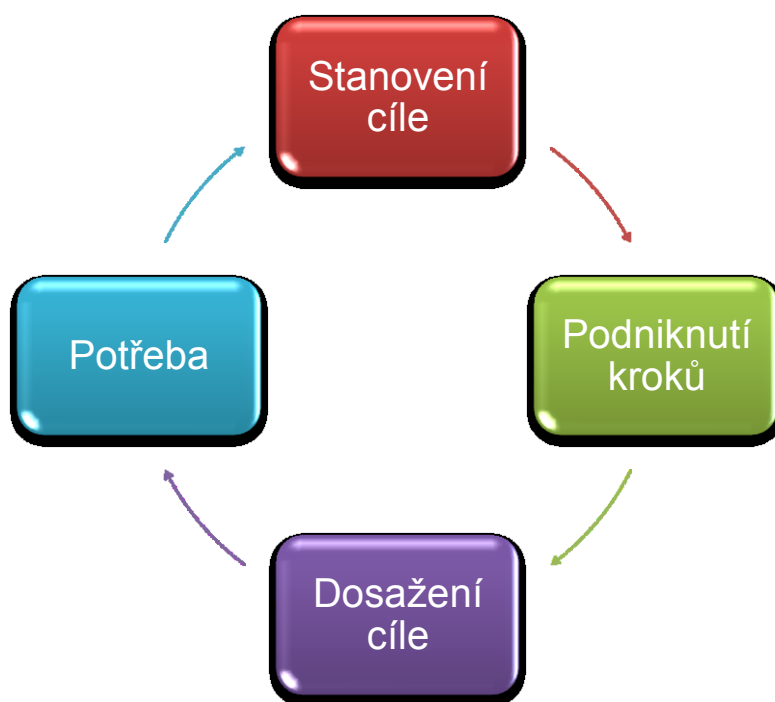 Stanovení
cíle
Potřeba
Podniknutí
kroků
Dosažení
cíle